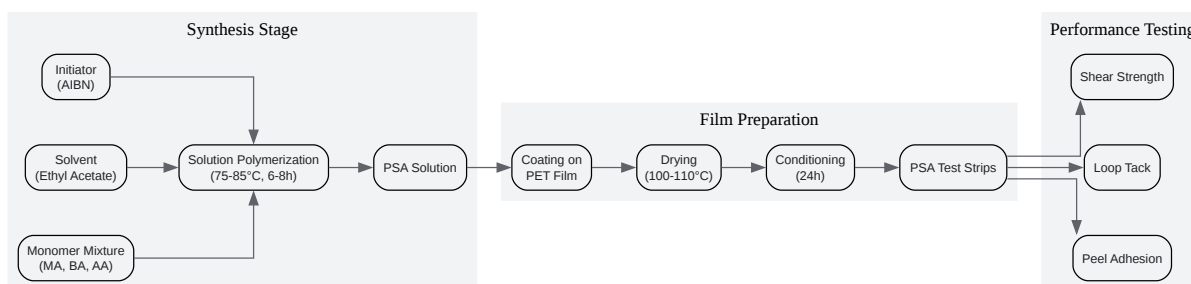 Synthesis Stage
Initiator
(AIBN)
Solvent
(Ethyl Acetate)
Monomer Mixture
(MA, BA, AA)
Solution Polymerization
(75-85°C, 6-8h)
PSA Solution
Film Preparation
Coating on
PET Film
Drying
(100-110°C)
Conditioning
(24h)
PSA Test Strips
Performance Testing
Shear Strength
Loop Tack
Peel Adhesion